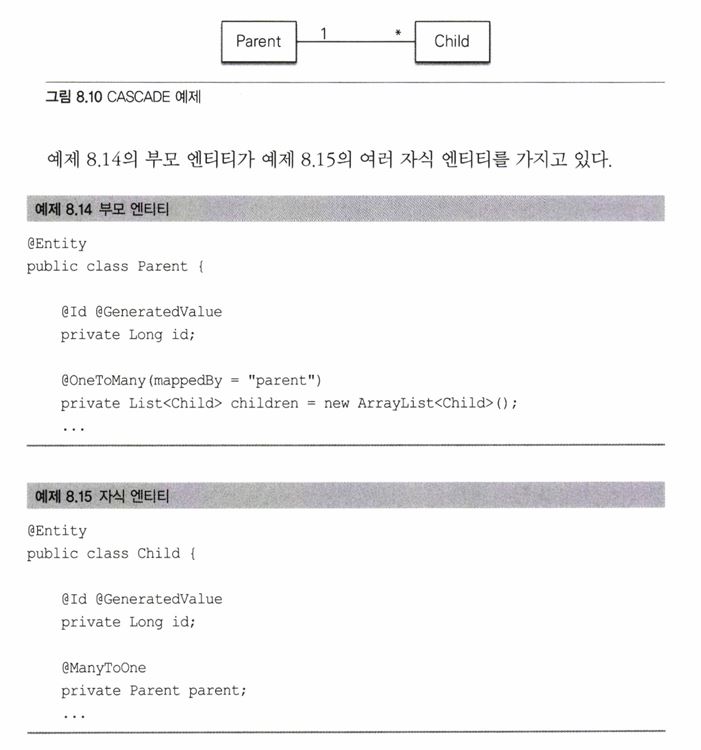 Parent 1 * Child
그림 8.10 CASCADE 예제
예제 8.14의 부모 엔티티가 예제 8.15의 여러 자식 엔티티를 가지고 있다.
예제 8.14 부모 엔티티
@Entity
public class Parent {
@Id @GeneratedValue
private Long id;
@OneToMany(mappedBy = "parent")
private List<Child> children = new ArrayList<Child>();
...
예제 8.15 자식 엔티티
@Entity
public class Child {
@Id @GeneratedValue
private Long id;
@ManyToOne
private Parent parent;
...